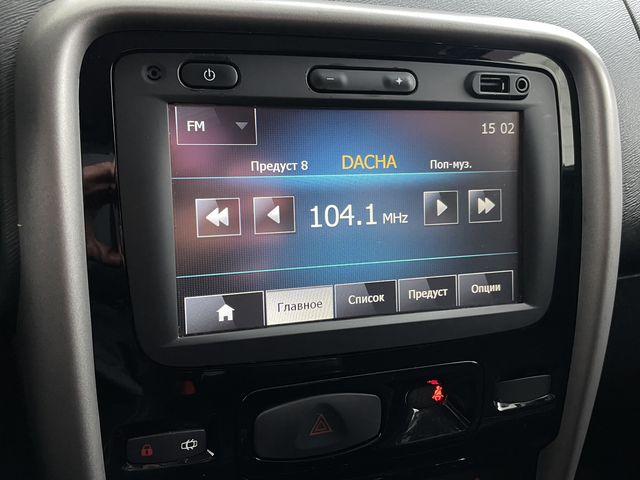 FM
15 02
Предуст 8 DACHA Поп-муз.
104.1 MHz
Главное Список Предуст Опции